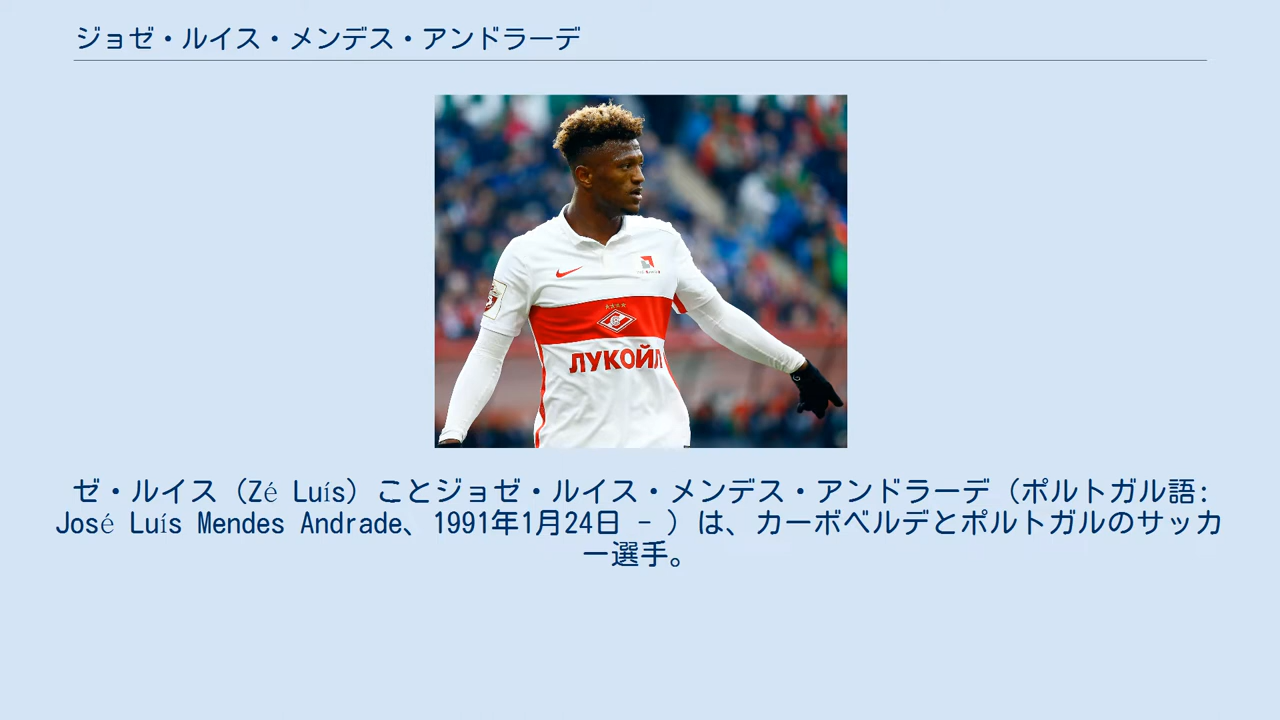 ジョゼ・ルイス・メンデス・アンドラーデ
ЛУКОЙЛ
ゼ・ルイス（Zé Luís）ことジョゼ・ルイス・メンデス・アンドラーデ（ポルトガル語:
José Luís Mendes Andrade、1991年1月24日 - ）は、カーボベルデとポルトガルのサッカ
ー選手。